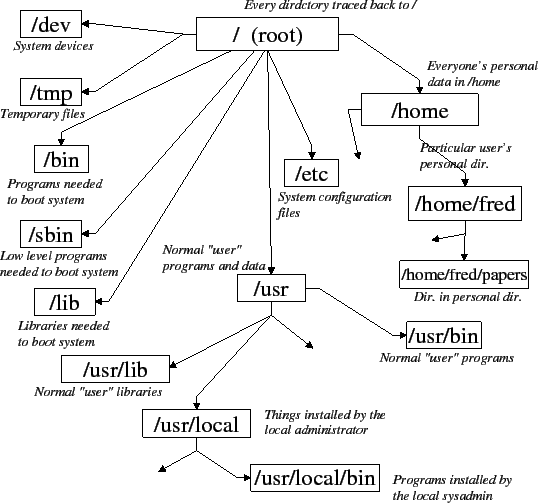 Every dirdctory traced back to /
/dev
System devices
/ (root)
/tmp
Temporary files
Everyone's personal
data in /home
/home
/bin
Programs needed
to boot system
/etc
System configuration
files
Particular user's
personal dir.
/home/fred
/sbin
Low level programs
needed to boot system
Normal "user"
programs and data
/usr
/home/fred/papers
Dir. in personal dir.
/lib
Libraries needed
to boot system
/usr/bin
Normal "user" programs
/usr/lib
Normal "user" libraries
/usr/local
Things installed by the
local administrator
/usr/local/bin
Programs installed by
the local sysadmin